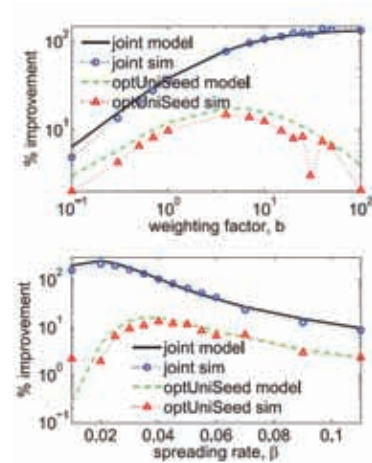 10²
10¹
% improvement
joint model
joint sim
optUniSeed model
optUniSeed sim
10⁻¹ 10⁰ 10¹ 10²
weighting factor, b
10²
10¹
10⁰
10⁻¹
% improvement
joint model
joint sim
optUniSeed model
optUniSeed sim
0.02 0.04 0.06 0.08 0.1
spreading rate, β